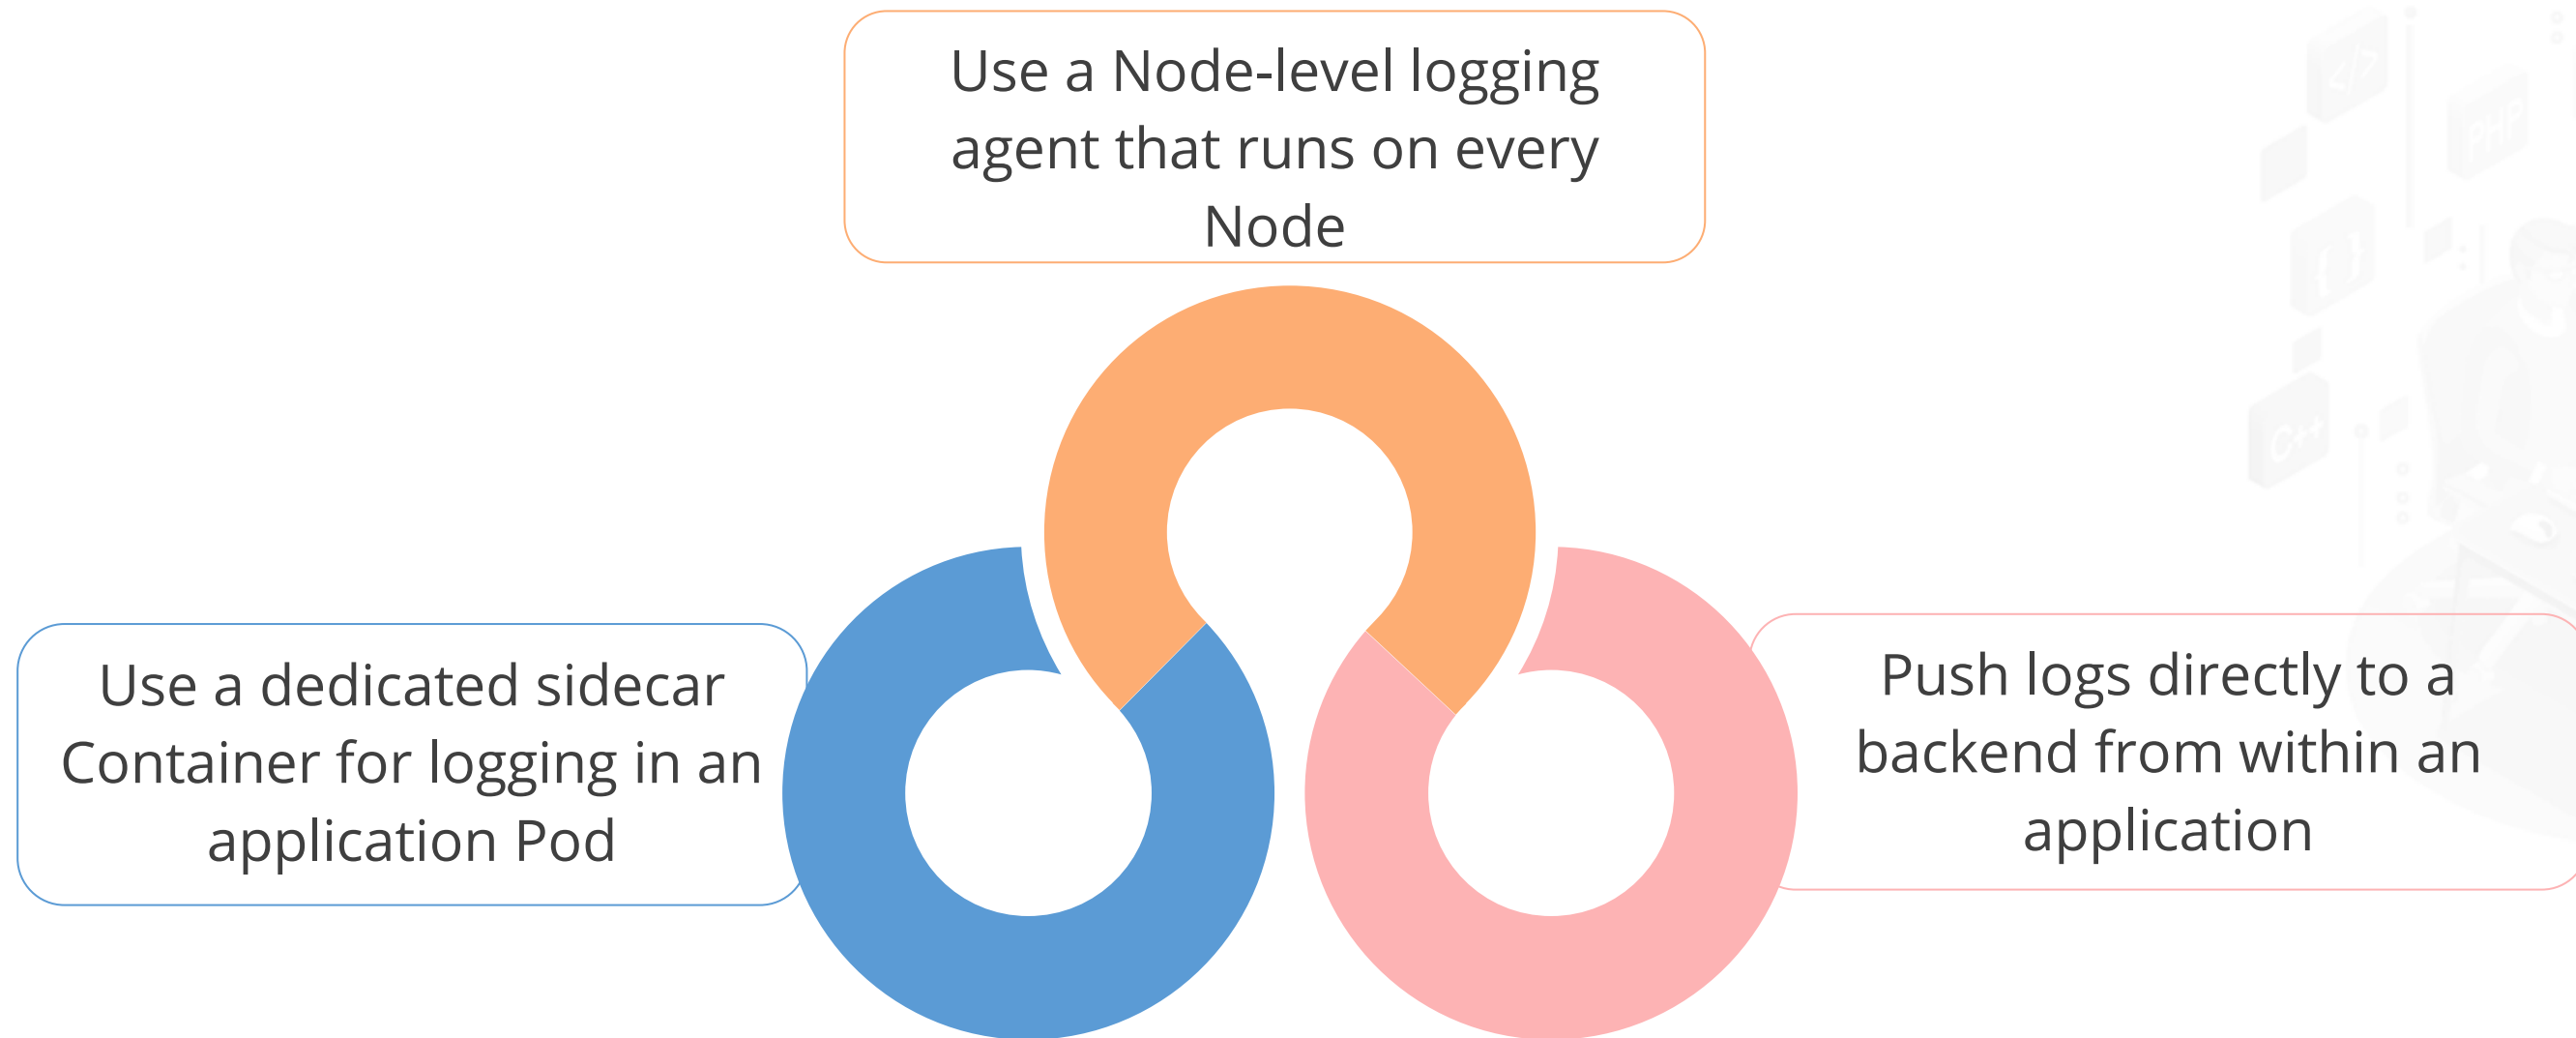 Use a Node-level logging
agent that runs on every
Node
Use a dedicated sidecar
Container for logging in an
application Pod
Push logs directly to a
backend from within an
application
</>
PHP
{ }
C++